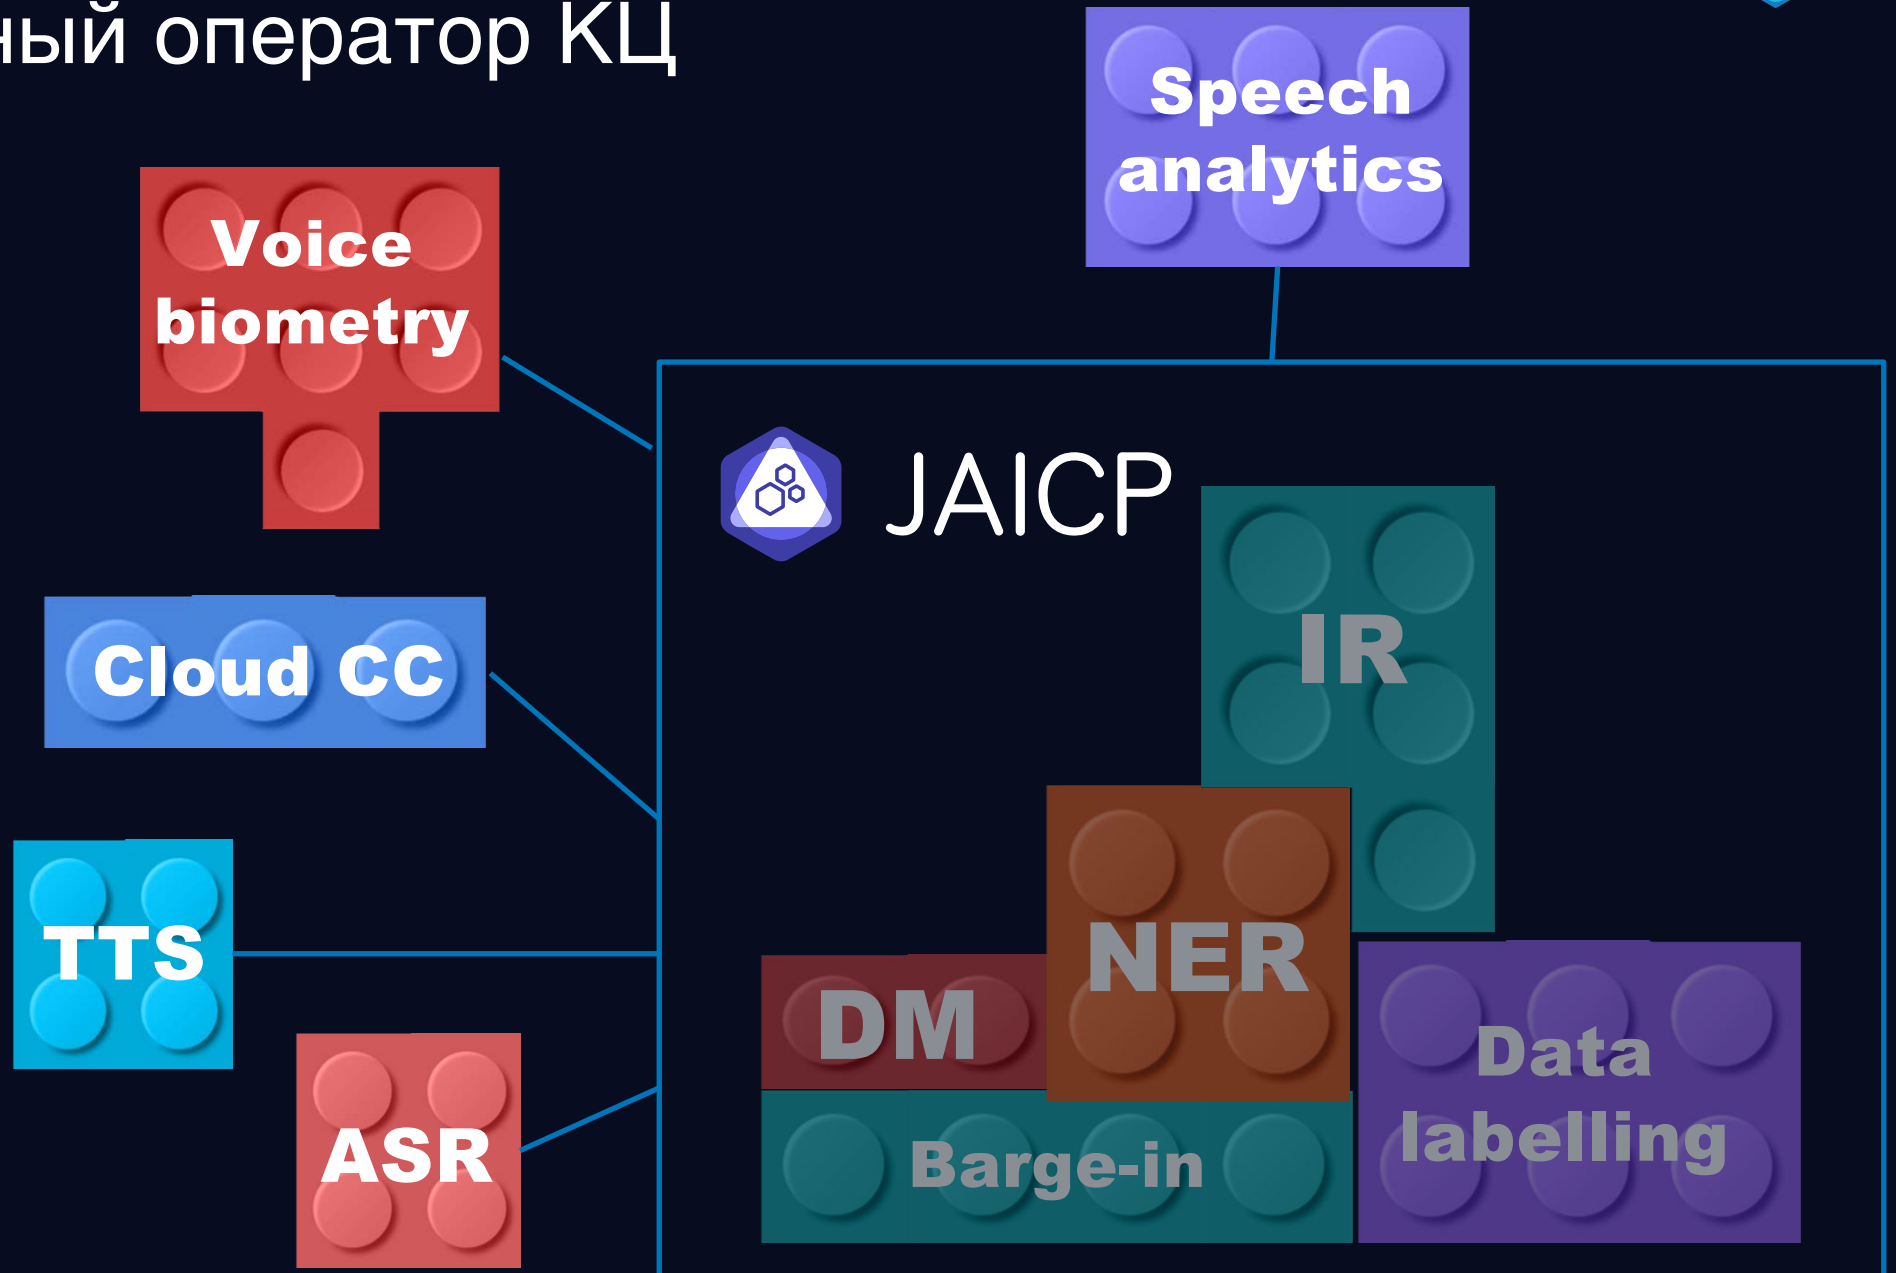 ный оператор КЦ
Speech
analytics
Voice
biometry
JAICP
IR
Cloud CC
TTS
NER
DM
Data
labelling
ASR
Barge-in